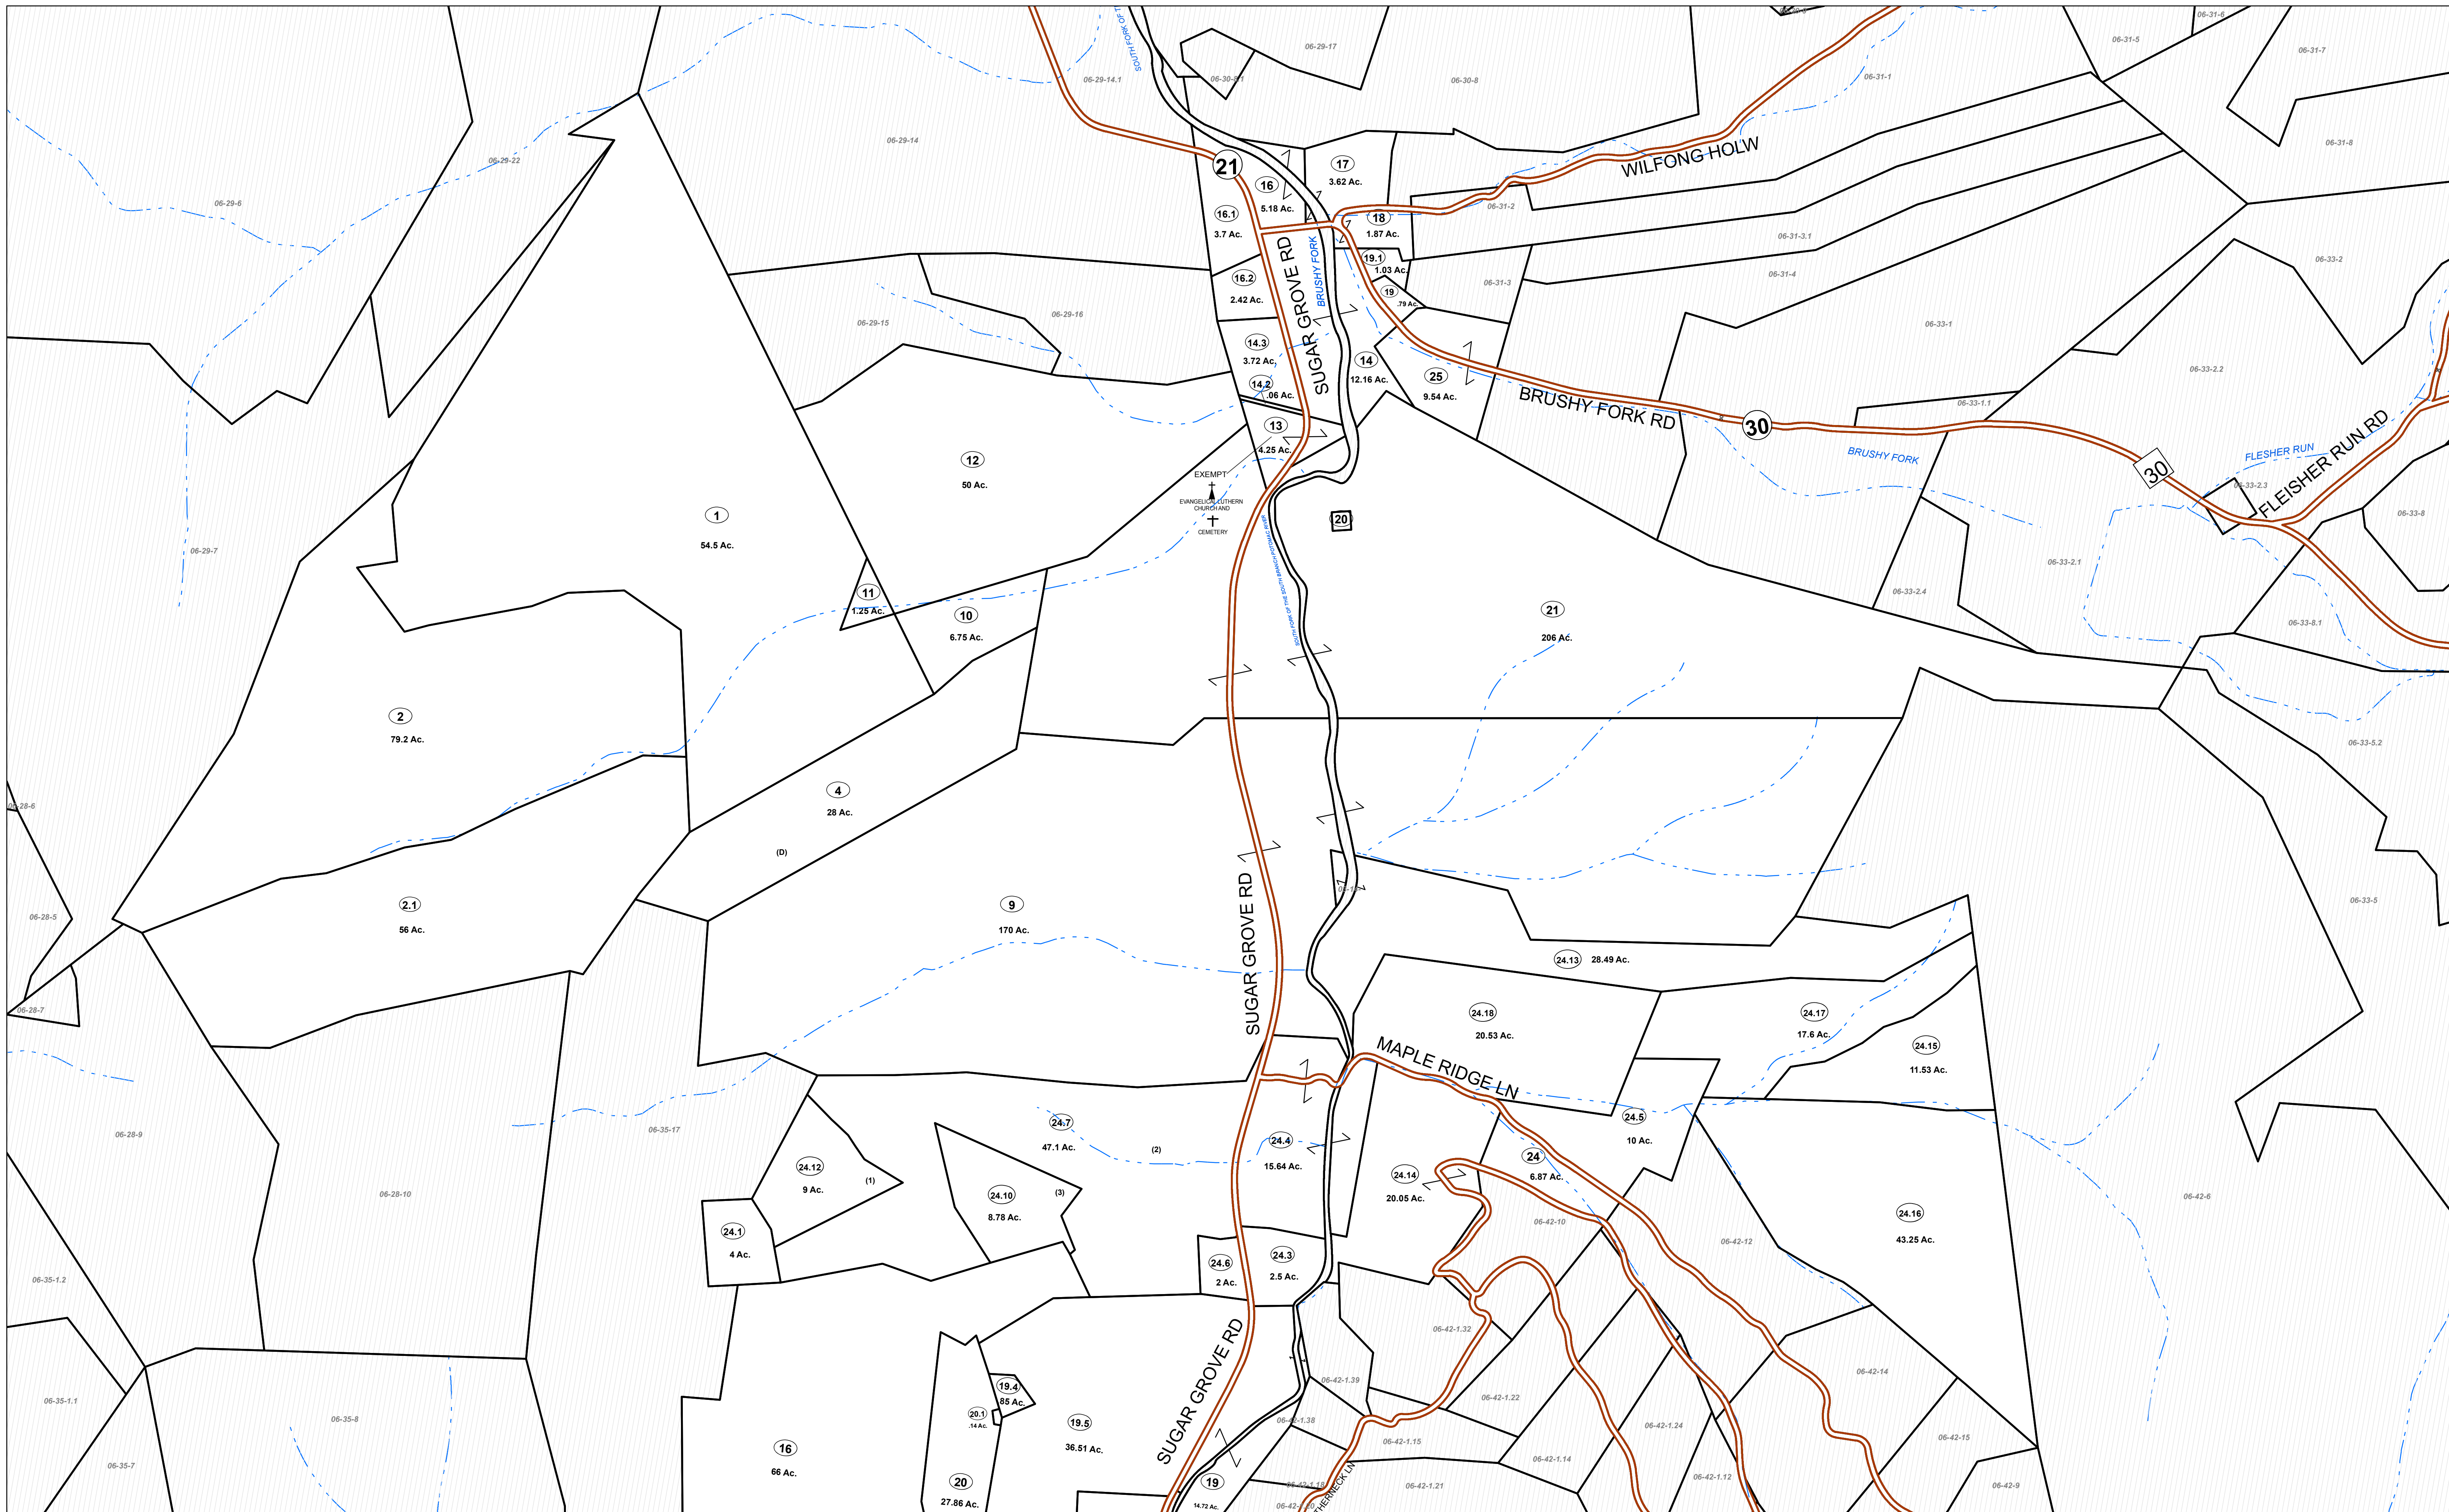 06-29-17
06-30-8.1
06-30-8
06-31-6
06-31-5
06-31-7
06-31-1
06-29-14.1
06-31-8
06-29-14
06-29-22
06-29-6
21
WILFONG HOLW
17
3.62 Ac.
16
5.18 Ac.
16.1
3.7 Ac.
18
1.87 Ac.
06-31-2
06-31-3.1
19.1
1.03 Ac.
06-31-4
06-31-3
06-33-2
16.2
2.42 Ac.
SUGAR GROVE RD
BRUSHY FORK
19
.79 Ac.
06-29-16
06-29-15
06-33-1
14.3
3.72 Ac.
14
12.16 Ac.
25
9.54 Ac.
06-33-2.2
14.2
.06 Ac.
BRUSHY FORK RD
30
06-33-1.1
13
4.25 Ac.
12
50 Ac.
EXEMPT
EVANGELICAL LUTHERN
CHURCH AND
CEMETERY
BRUSHY FORK
30
FLESHER RUN
FLEISHER RUN RD
06-33-2.3
06-33-8
20
1
54.5 Ac.
06-29-7
SOUTH FORK OF THE SOUTH BRANCH POTOMAC RIVER
06-33-2.1
06-33-2.4
11
1.25 Ac.
10
6.75 Ac.
21
206 Ac.
06-33-8.1
2
79.2 Ac.
06-33-5.2
4
28 Ac.
06-28-6
(D)
2.1
56 Ac.
9
170 Ac.
06-28-5
06-33-5
SUGAR GROVE RD
24.13
28.49 Ac.
06-28-7
24.18
20.53 Ac.
24.17
17.6 Ac.
24.15
11.53 Ac.
MAPLE RIDGE LN
06-28-9
06-35-17
24.7
47.1 Ac.
(2)
24.4
15.64 Ac.
24.5
10 Ac.
24
6.87 Ac.
24.12
9 Ac.
(1)
24.10
8.78 Ac.
(3)
24.14
20.05 Ac.
06-28-10
06-42-6
24.16
43.25 Ac.
06-42-10
06-42-12
24.1
4 Ac.
24.6
2 Ac.
24.3
2.5 Ac.
06-35-1.2
06-42-1.32
SUGAR GROVE RD
06-42-1.39
06-42-14
06-42-1.22
06-35-1.1
19.4
85 Ac.
20.1
.14 Ac.
19.5
36.51 Ac.
06-35-8
06-42-1.38
06-42-1.24
06-42-1.15
06-42-15
16
66 Ac.
06-35-7
06-42-1.14
06-42-1.12
20
27.86 Ac.
19
14.72 Ac.
06-42-1.21
06-42-9